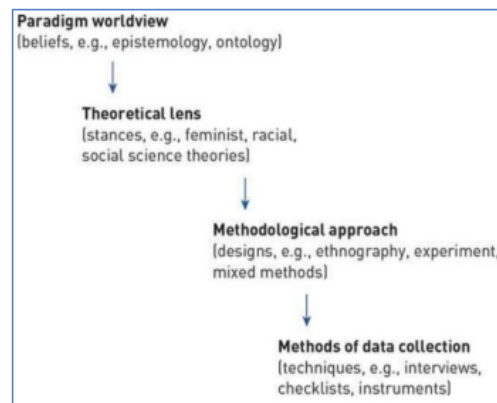 Paradigm worldview
(beliefs, e.g., epistemology, ontology)
Theoretical lens
(stances, e.g., feminist, racial,
social science theories)
Methodological approach
(designs, e.g., ethnography, experiment,
mixed methods)
Methods of data collection
(techniques, e.g., interviews,
checklists, instruments)